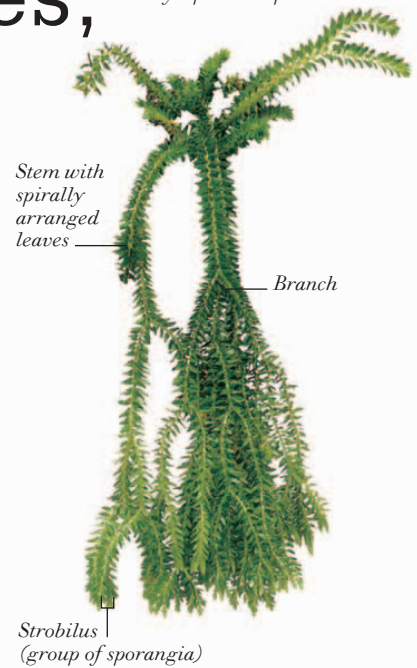 es,
Stem with
spirally
arranged
leaves
Branch
Strobilus
(group of sporangia)